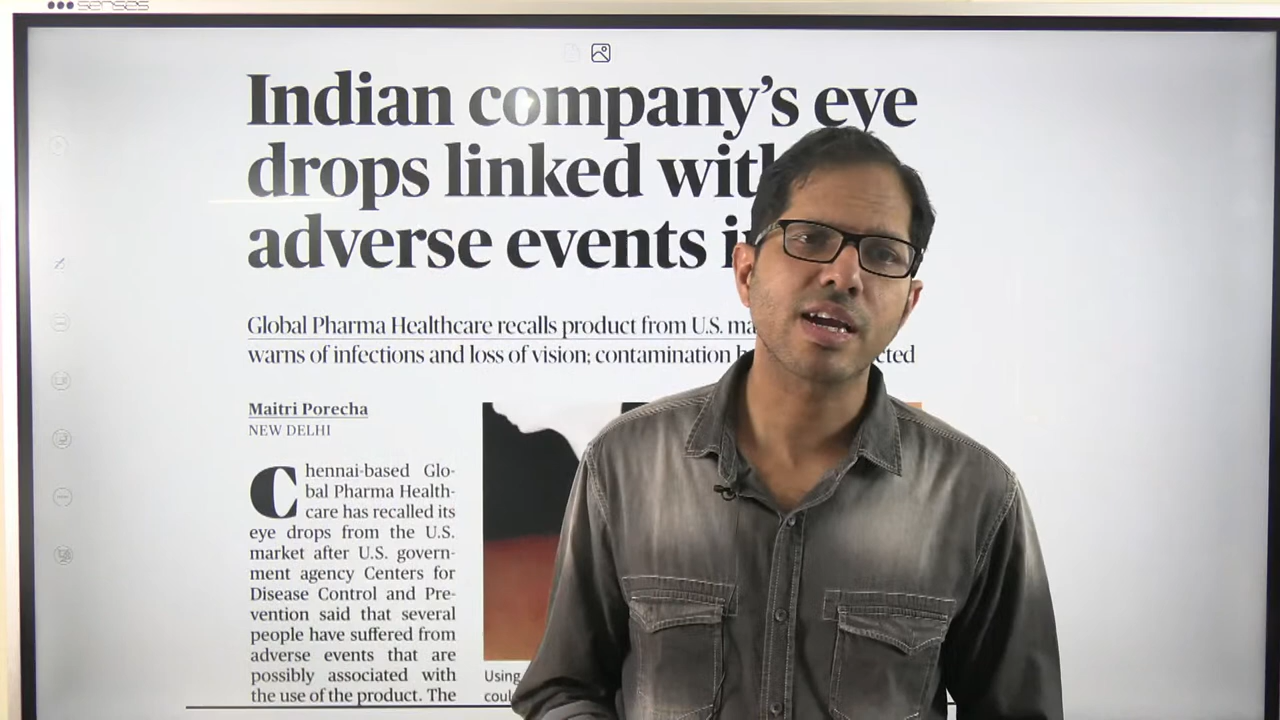 senses
Indian company's eye
drops linked with
adverse events
Global Pharma Healthcare recalls product from U.S.
warns of infections and loss of vision; contamination
Maitri Porecha
NEW DELHI
Chennai-based Glo-
bal Pharma Health-
care has recalled its
eye drops from the U.S.
market after U.S. govern-
ment agency Centers for
Disease Control and Pre-
vention said that several
people have suffered from
adverse events that are
possibly associated with
the use of the product. The
Using